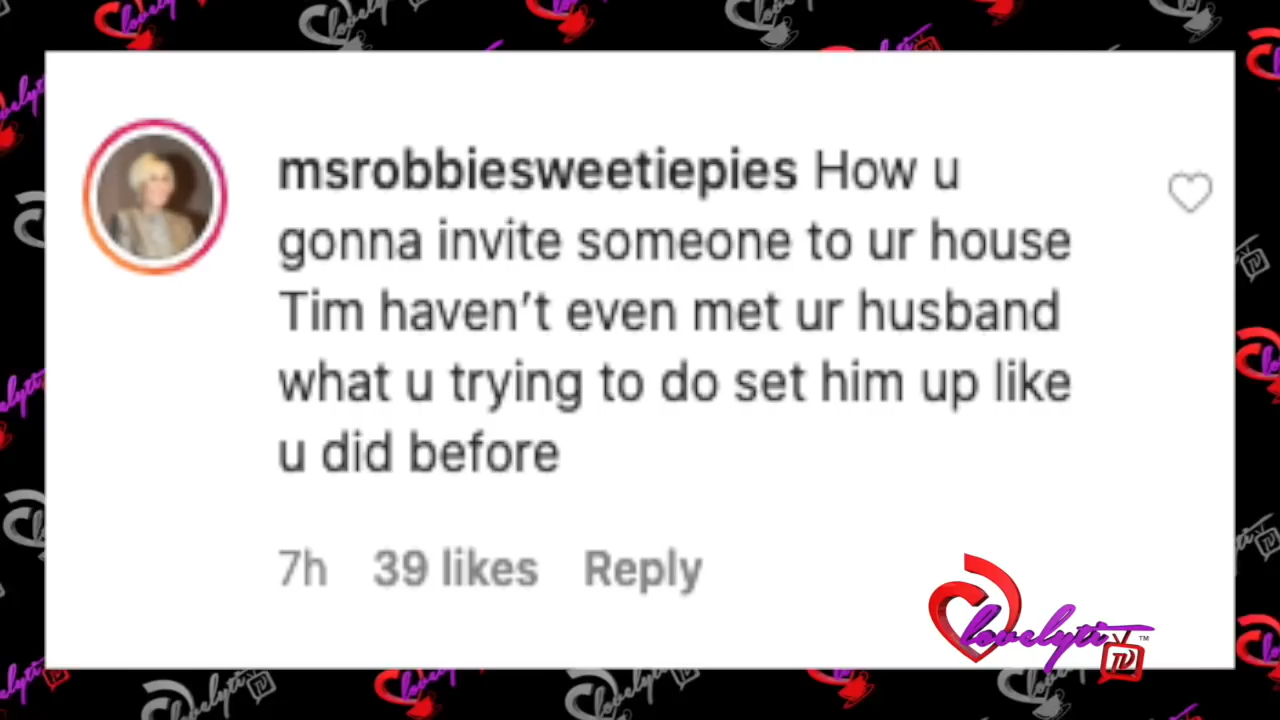 msrobbiesweetiepies How u
gonna invite someone to ur house
Tim haven't even met ur husband
what u trying to do set him up like
u did before
7h 39 likes Reply
lovelyti TV™